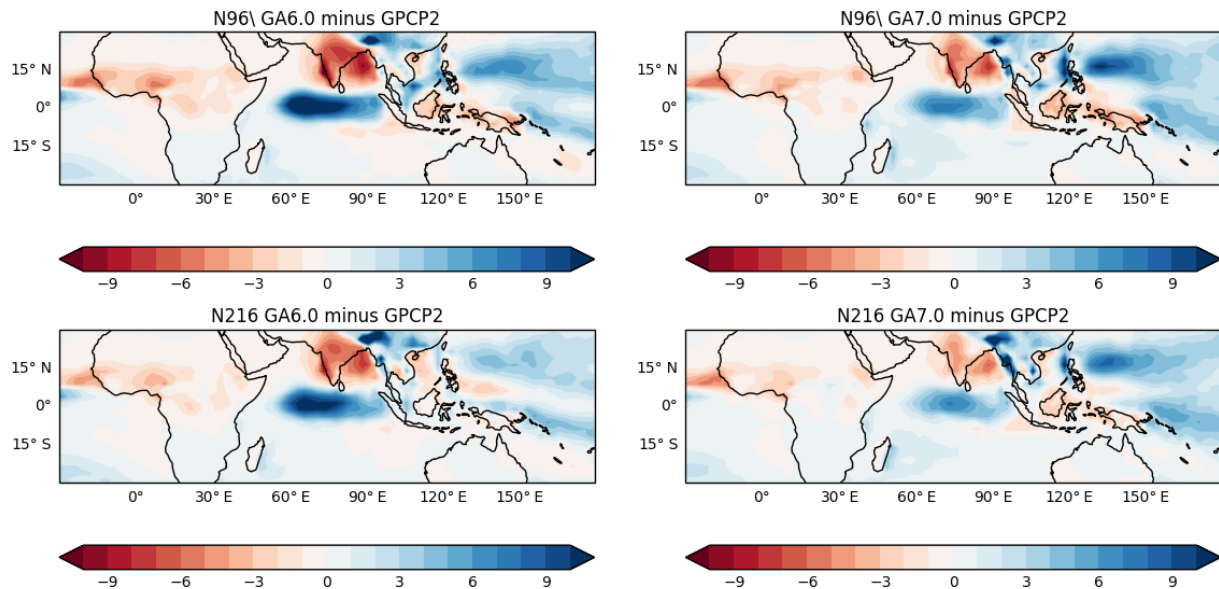 N96\ GA6.0 minus GPCP2
15° N
0°
15° S
0° 30° E 60° E 90° E 120° E 150° E
−9 −6 −3 0 3 6 9
N96\ GA7.0 minus GPCP2
15° N
0°
15° S
0° 30° E 60° E 90° E 120° E 150° E
−9 −6 −3 0 3 6 9
N216 GA6.0 minus GPCP2
15° N
0°
15° S
0° 30° E 60° E 90° E 120° E 150° E
−9 −6 −3 0 3 6 9
N216 GA7.0 minus GPCP2
15° N
0°
15° S
0° 30° E 60° E 90° E 120° E 150° E
−9 −6 −3 0 3 6 9